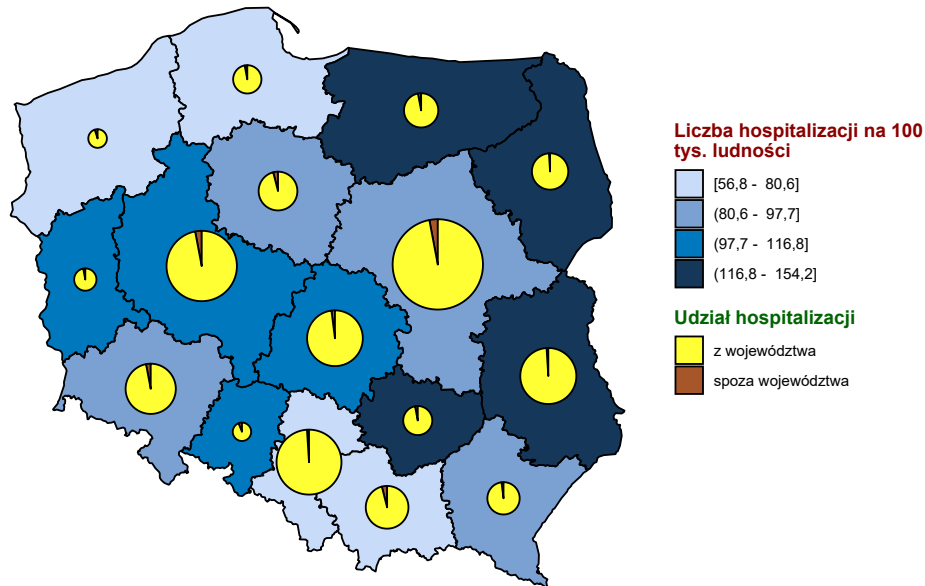 Liczba hospitalizacji na 100
tys. ludności
[56,8 - 80,6]
(80,6 - 97,7]
(97,7 - 116,8]
(116,8 - 154,2]
Udział hospitalizacji
z województwa
spoza województwa